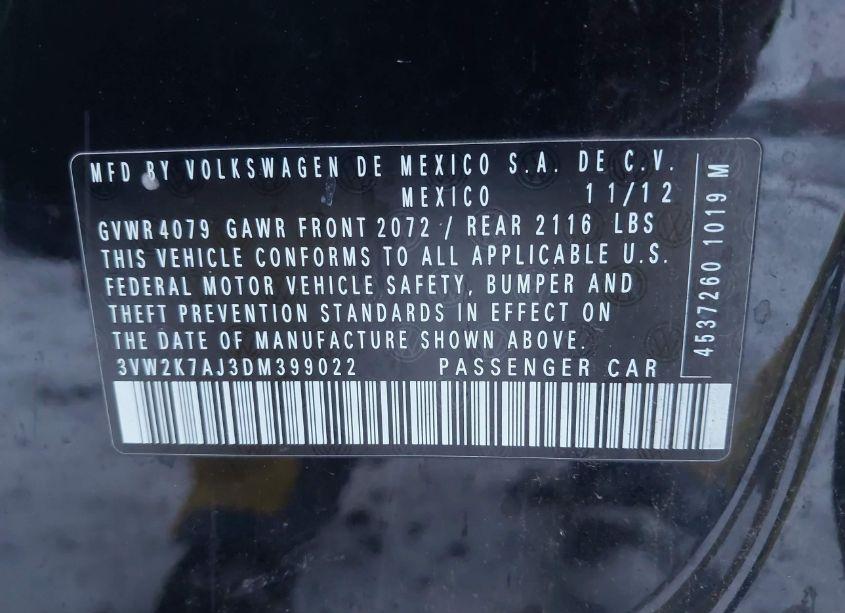 MFD BY VOLKSWAGEN DE MEXICO S.A. DE C.V.
MEXICO 11/12
GVWR 4079 GAWR FRONT 2072 / REAR 2116 LBS
THIS VEHICLE CONFORMS TO ALL APPLICABLE U.S.
FEDERAL MOTOR VEHICLE SAFETY, BUMPER AND
THEFT PREVENTION STANDARDS IN EFFECT ON
THE DATE OF MANUFACTURE SHOWN ABOVE.
3VW2K7AJ3DM399022 PASSENGER CAR
4537260 1019 M